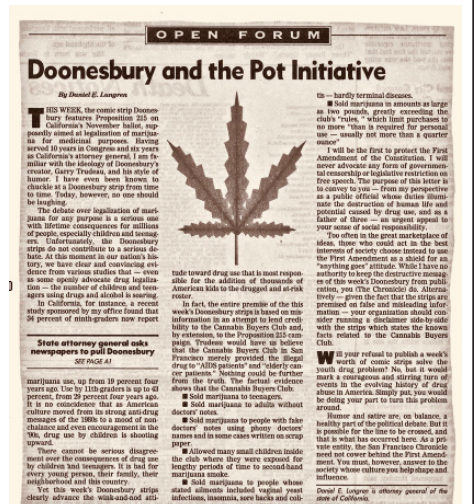 OPEN FORUM
Doonesbury and the Pot Initiative
By Daniel E. Lungren
THIS WEEK, the comic strip Doones-
bury features Proposition 215 on
California's November ballot, sup-
posedly aimed at legalization of marijua-
na for medicinal purposes. Having
served 10 years in Congress and six years
as California's attorney general, I am fa-
miliar with the ideology of Doonesbury's
creator, Garry Trudeau, and his style of
humor. I have even been known to
chuckle at a Doonesbury strip from time
to time. Today, however, no one should
be laughing.
The debate over legalization of mari-
juana for any purpose is a serious one
with lifetime consequences for millions
of people, especially children and teenag-
ers. Unfortunately, the Doonesbury
strips do not contribute to a serious de-
bate. At this moment in our nation's his-
tory, we have clear and convincing evi-
dence from various studies that — even
as some openly advocate drug legaliza-
tion — the number of children and teen-
agers using drugs and alcohol is soaring.
In California, for instance, a recent
study sponsored by my office found that
34 percent of ninth-graders now report
State attorney general asks
newspapers to pull Doonesbury
SEE PAGE A1
marijuana use, up from 19 percent four
years ago. Use by 11th-graders is up to 43
percent, from 29 percent four years ago.
It is no coincidence that as American
culture moved from its strong anti-drug
messages of the 1980s to a mood of non-
chalance and even encouragement in the
'90s, drug use by children is shooting
upward.
There cannot be serious disagree-
ment over the consequences of drug use
by children and teenagers. It is bad for
every young person, their family, their
neighborhood and this country.
Yet this week's Doonesbury strips
clearly advance the wink-and-nod atti-
tude toward drug use that is most respon-
sible for the addition of thousands of
American kids to the drugged and at-risk
roster.
In fact, the entire premise of the this
week's Doonesbury strips is based on mis-
information in an attempt to lend credi-
bility to the Cannabis Buyers Club and,
by extension, to the Proposition 215 cam-
paign. Trudeau would have us believe
that the Cannabis Buyers Club in San
Francisco merely provided the illegal
drug to "AIDS patients" and "elderly can-
cer patients." Nothing could be further
from the truth. The factual evidence
shows that the Cannabis Buyers Club:
■ Sold marijuana to teenagers.
■ Sold marijuana to adults without
doctors' notes.
■ Sold marijuana to people with fake
doctors' notes using phony doctors'
names and in some cases written on scrap
paper.
■ Allowed many small children inside
the club where they were exposed for
lengthy periods of time to second-hand
marijuana smoke.
■ Sold marijuana to people whose
stated ailments included vaginal yeast
infections, insomnia, sore backs and coli-
tis — hardly terminal diseases.
■ Sold marijuana in amounts as large
as two pounds, greatly exceeding the
club's "rules," which limit purchases to
no more "than is required for personal
use — usually not more than a quarter
ounce"
I will be the first to protect the First
Amendment of the Constitution. I will
never advocate any form of governmen-
tal censorship or legislative restriction on
free speech. The purpose of this letter is
to convey to you — from my perspective
as a public official whose duties illumi-
nate the destruction of human life and
potential caused by drug use, and as a
father of three — an urgent appeal to
your sense of social responsibility.
Too often in the great marketplace of
ideas, those who could act in the best
interests of society choose instead to use
the First Amendment as a shield for an
"anything goes" attitude. While I have no
authority to keep the destructive messag-
es of this week's Doonesbury from publi-
cation, you (The Chronicle) do. Alterna-
tively — given the fact that the strips are
premised on false and misleading infor-
mation — your organization should con-
sider running a disclaimer side-by-side
with the strips which states the known
facts related to the Cannabis Buyers
Club.
WILL your refusal to publish a week's
worth of comic strips solve the
youth drug problem? No, but it would
mark a courageous and stirring turn of
events in the evolving history of drug
abuse in America. Simply put, you would
be doing your part to turn this problem
around.
Humor and satire are, on balance, a
healthy part of the political debate. But it
is possible for the line to be crossed, and
that is what has occurred here. As a pri-
vate entity, the San Francisco Chronicle
need not cower behind the First Amend-
ment. You must, however, answer to the
society whose culture you help shape and
influence.
Daniel E. Lungren is attorney general of the
state of California.